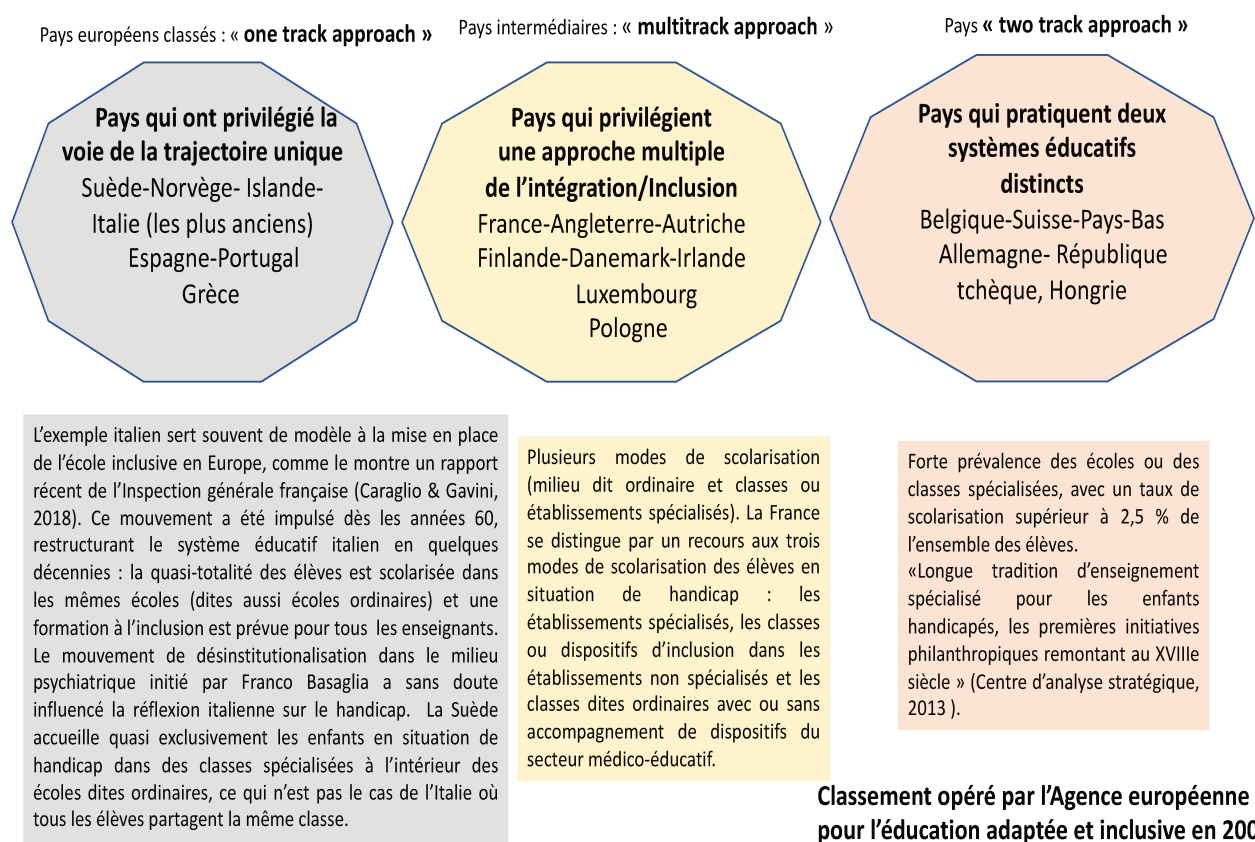 Pays européens classés : « one track approach »
Pays qui ont privilégié la
voie de la trajectoire unique
Suède-Norvège- Islande-
Italie (les plus anciens)
Espagne-Portugal
Grèce
Pays intermédiaires : « multitrack approach »
Pays qui privilégient
une approche multiple
de l’intégration/Inclusion
France-Angleterre-Autriche
Finlande-Danemark-Irlande
Luxembourg
Pologne
Pays « two track approach »
Pays qui pratiquent deux
systèmes éducatifs
distincts
Belgique-Suisse-Pays-Bas
Allemagne- République
tchèque, Hongrie
L’exemple italien sert souvent de modèle à la mise en place
de l’école inclusive en Europe, comme le montre un rapport
récent de l’Inspection générale française (Caraglio & Gavini,
2018). Ce mouvement a été impulsé dès les années 60,
restructurant le système éducatif italien en quelques
décennies : la quasi-totalité des élèves est scolarisée dans
les mêmes écoles (dites aussi écoles ordinaires) et une
formation à l’inclusion est prévue pour tous les enseignants.
Le mouvement de désinstitutionalisation dans le milieu
psychiatrique initié par Franco Basaglia a sans doute
influencé la réflexion italienne sur le handicap. La Suède
accueille quasi exclusivement les enfants en situation de
handicap dans des classes spécialisées à l’intérieur des
écoles dites ordinaires, ce qui n’est pas le cas de l’Italie où
tous les élèves partagent la même classe.
Plusieurs modes de scolarisation
(milieu dit ordinaire et classes ou
établissements spécialisés). La France
se distingue par un recours aux trois
modes de scolarisation des élèves en
situation de handicap : les
établissements spécialisés, les classes
ou dispositifs d’inclusion dans les
établissements non spécialisés et les
classes dites ordinaires avec ou sans
accompagnement de dispositifs du
secteur médico-éducatif.
Forte prévalence des écoles ou des
classes spécialisées, avec un taux de
scolarisation supérieur à 2,5 % de
l’ensemble des élèves.
«Longue tradition d’enseignement
spécialisé pour les enfants
handicapés, les premières initiatives
philanthropiques remontant au XVIIIe
siècle » (Centre d’analyse stratégique,
2013 ).
Classement opéré par l’Agence européenne
pour l’éducation adaptée et inclusive en